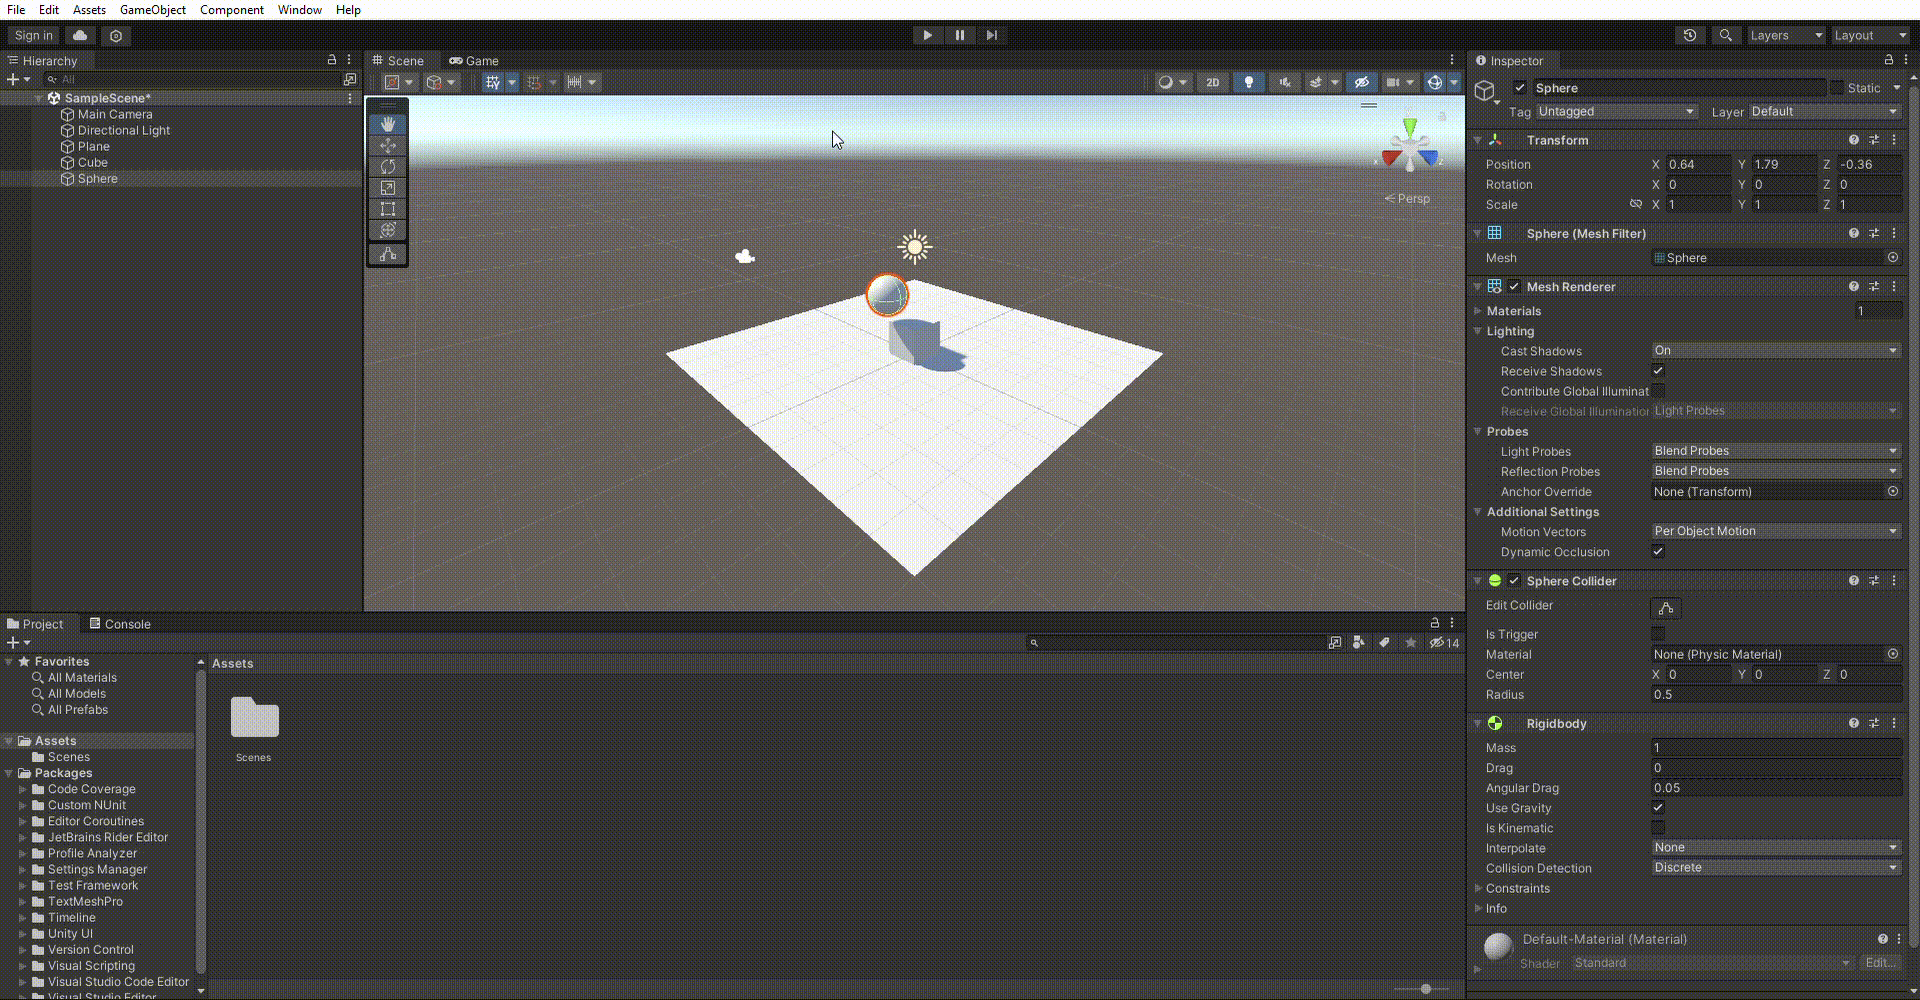 File Edit Assets GameObject Component Window Help
Sign in
Layers
Layout
Hierarchy
All
SampleScene*
Main Camera
Directional Light
Plane
Cube
Sphere
Scene Game
2D
x
z
Persp
Inspector
Sphere
Static
Tag Untagged Layer Default
Transform
Position X 0.64 Y 1.79 Z -0.36
Rotation X 0 Y 0 Z 0
Scale X 1 Y 1 Z 1
Sphere (Mesh Filter)
Mesh Sphere
Mesh Renderer
Materials 1
Lighting
Cast Shadows On
Receive Shadows
Contribute Global Illuminat
Receive Global Illumination Light Probes
Probes
Light Probes Blend Probes
Reflection Probes Blend Probes
Anchor Override None (Transform)
Additional Settings
Motion Vectors Per Object Motion
Dynamic Occlusion
Sphere Collider
Edit Collider
Is Trigger
Material None (Physic Material)
Center X 0 Y 0 Z 0
Radius 0.5
Rigidbody
Mass 1
Drag 0
Angular Drag 0.05
Use Gravity
Is Kinematic
Interpolate None
Collision Detection Discrete
Constraints
Info
Default-Material (Material)
Shader Standard Edit...
Project Console
14
Favorites
All Materials
All Models
All Prefabs
Assets
Scenes
Packages
Code Coverage
Custom NUnit
Editor Coroutines
JetBrains Rider Editor
Profile Analyzer
Settings Manager
Test Framework
TextMeshPro
Timeline
Unity UI
Version Control
Visual Scripting
Visual Studio Code Editor
Visual Studio Editor
Assets
Scenes